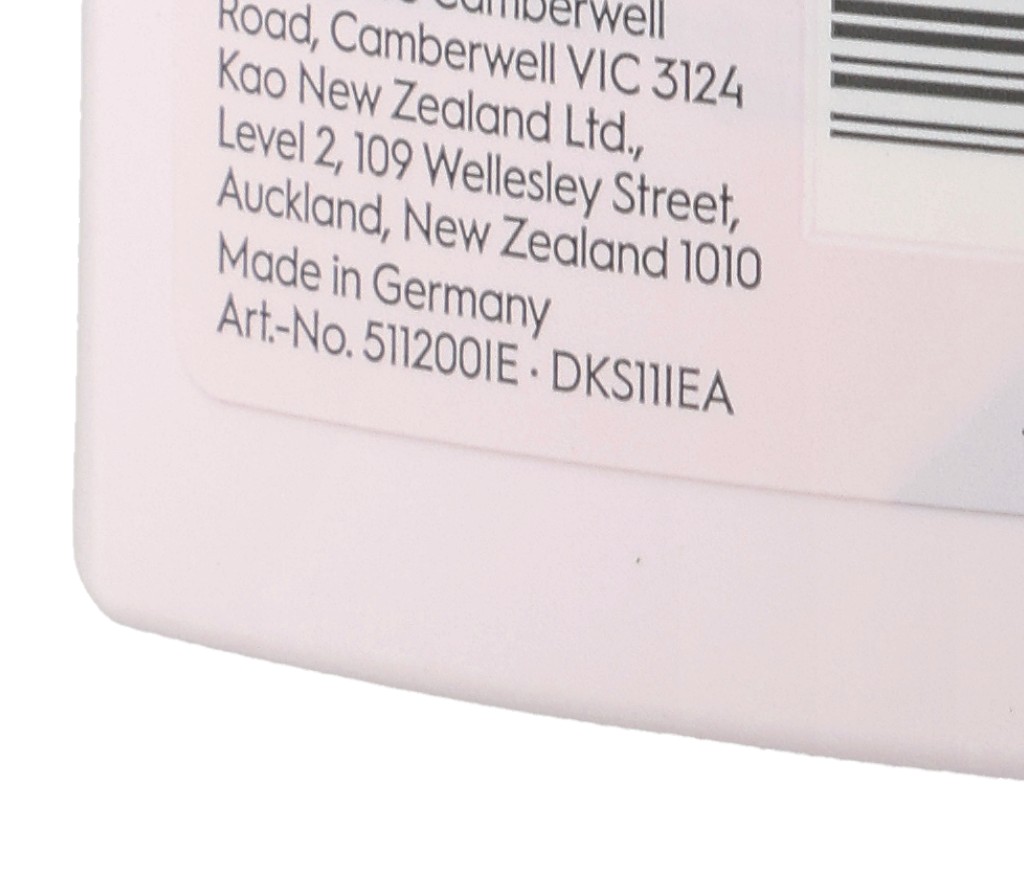 Camberwell
Road, Camberwell VIC 3124
Kao New Zealand Ltd.,
Level 2, 109 Wellesley Street,
Auckland, New Zealand 1010
Made in Germany
Art.-No. 511200IE · DKS111EA